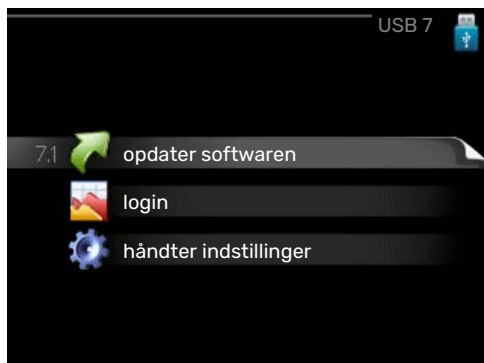 USB 7
7.1 opdater softwaren
login
håndter indstillinger